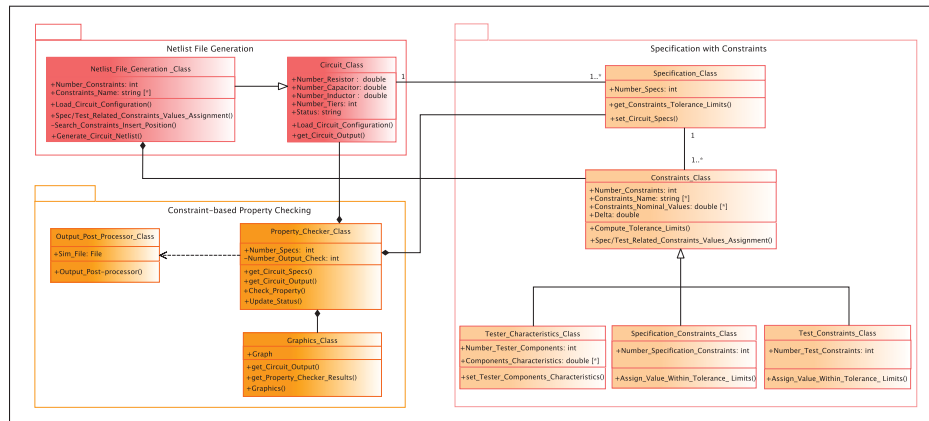 Netlist File Generation
Netlist_File_Generation _Class
+Number_Constraints: int
+Constraints_Name: string [*]
+Load_Circuit_Configuration()
+Spec/Test_Related_Constraints_Values_Assignment()
-Search_Constraints_Insert_Position()
+Generate_Circuit_Netlist()
Circuit_Class
+Number_Resistor : double
+Number_Capacitor: double
+Number_Inductor : double
+Number_Tiers: int
+Status: string
+Load_Circuit_Configuration()
+get_Circuit_Output()
1
1..*
Specification with Constraints
Specification_Class
+Number_Specs: int
+get_Constraints_Tolerance_Limits()
+set_Circuit_Specs()
1
1..*
Constraints_Class
+Number_Constraints: int
+Constraints_Name: string [*]
+Constraints_Nominal_Values: double [*]
+Delta: double
+Compute_Tolerance_Limits()
+Spec/Test_Related_Constraints_Values_Assignment()
Constraint-based Property Checking
Output_Post_Processor_Class
+Sim_File: File
+Output_Post-processor()
Property_Checker_Class
+Number_Specs: int
-Number_Output_Check: int
+get_Circuit_Specs()
+get_Circuit_Output()
+Check_Property()
+Update_Status()
Graphics_Class
+Graph
+get_Circuit_Output()
+get_Property_Checker_Results()
+Graphics()
Tester_Characteristics_Class
+Number_Tester_Components: int
+Components_Characteristics: double [*]
+set_Tester_Components_Characteristics()
Specification_Constraints_Class
+Number_Specification_Constraints: int
+Assign_Value_Within_Tolerance_ Limits()
Test_Constraints_Class
+Number_Test_Constraints: int
+Assign_Value_Within_Tolerance_ Limits()